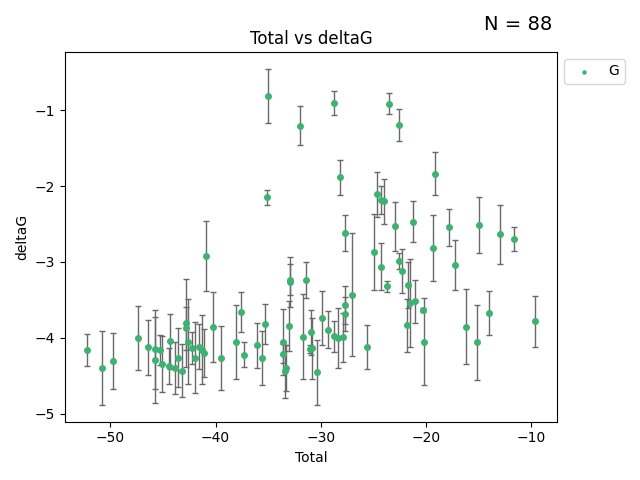 N = 88
Total vs deltaG
G
deltaG
−1
−2
−3
−4
−5
−50 −40 −30 −20 −10
Total